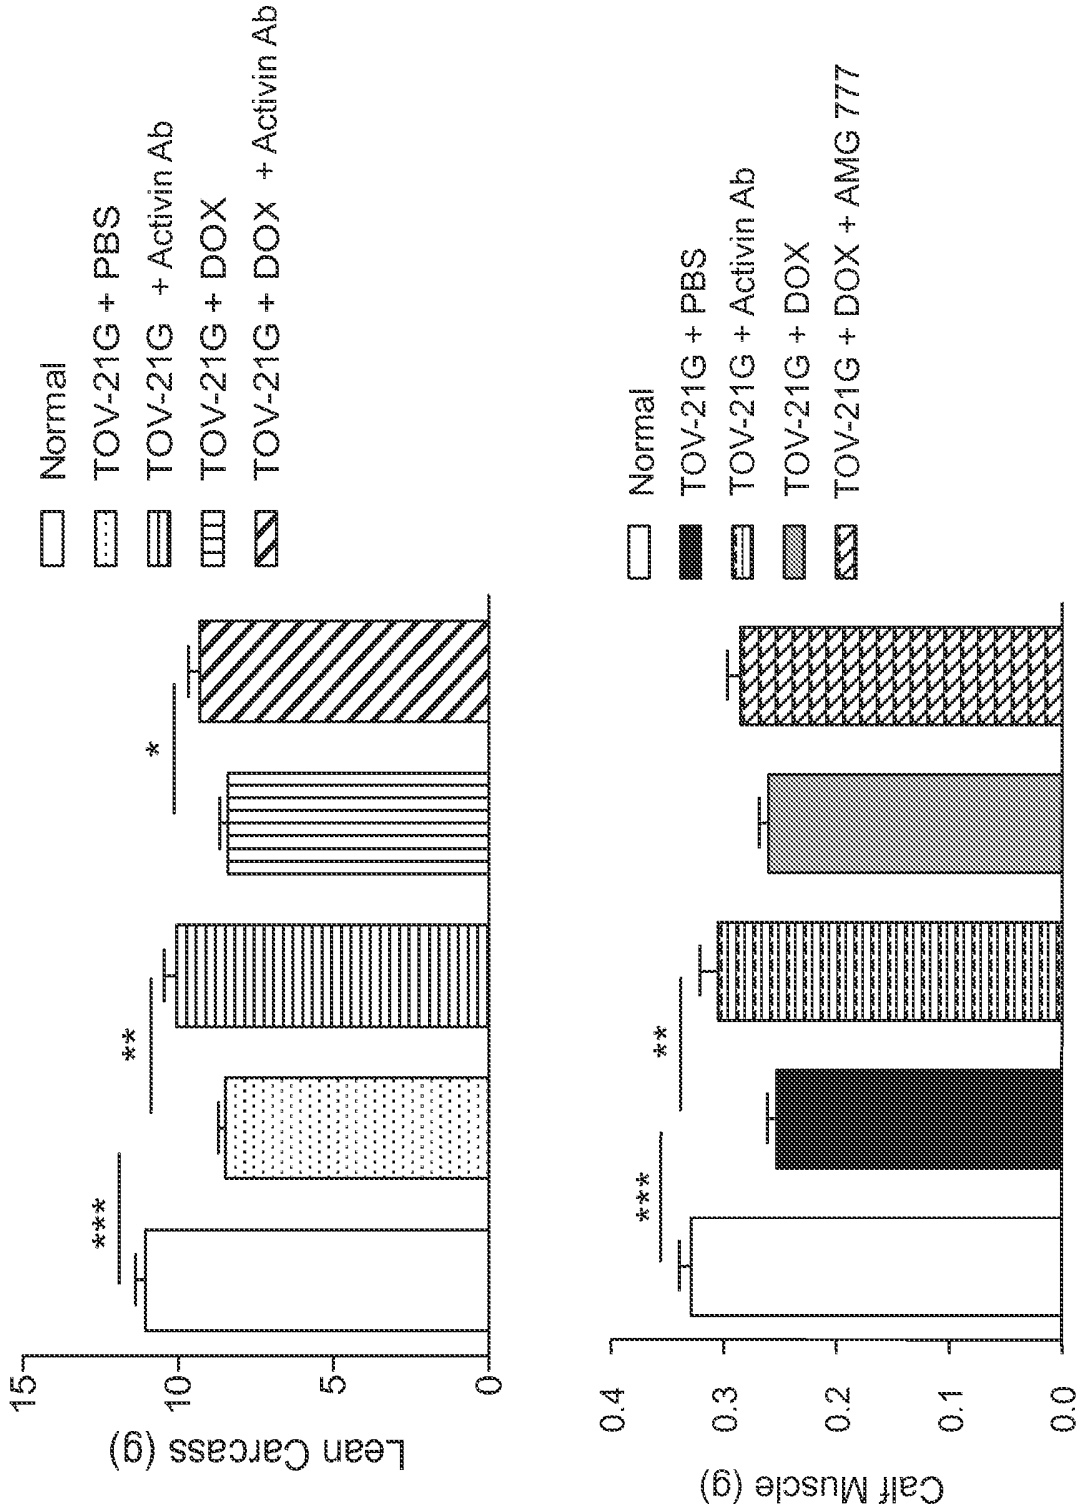 Lean Carcass (g)
15
10
5
0
***
**
*
Normal
TOV-21G + PBS
TOV-21G + Activin Ab
TOV-21G + DOX
TOV-21G + DOX + Activin Ab
Calf Muscle (g)
0.4
0.3
0.2
0.1
0.0
***
**
Normal
TOV-21G + PBS
TOV-21G + Activin Ab
TOV-21G + DOX
TOV-21G + DOX + AMG 777